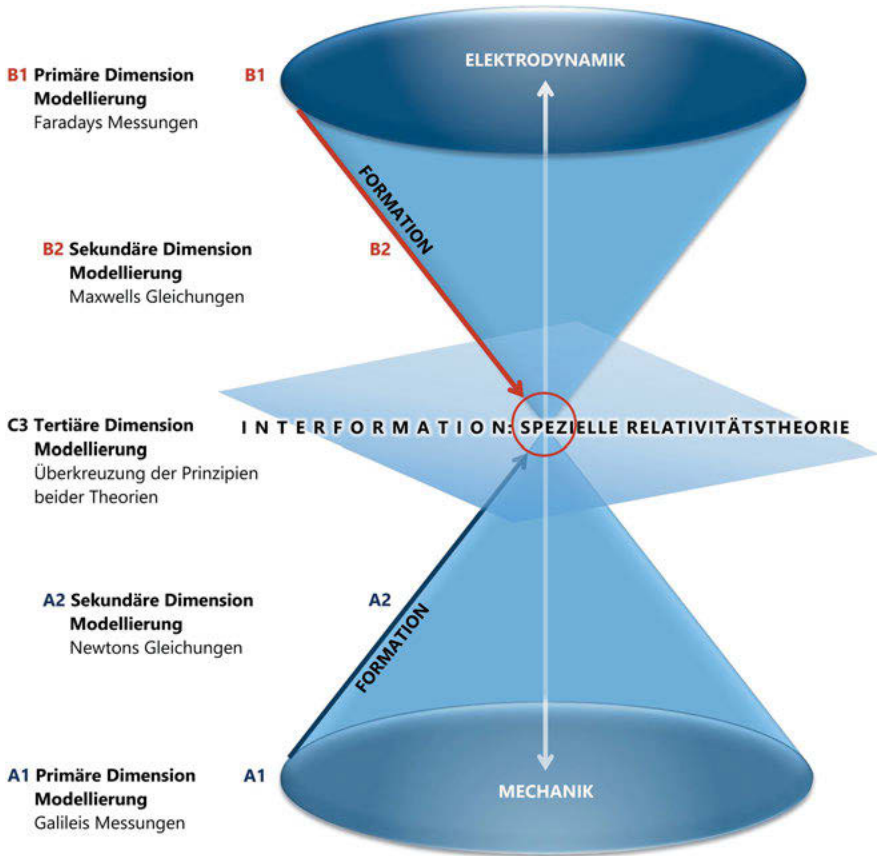 ELEKTRODYNAMIK
B1 Primäre Dimension
Modellierung
Faradays Messungen
B1
FORMATION
B2 Sekundäre Dimension
Modellierung
Maxwells Gleichungen
B2
C3 Tertiäre Dimension
Modellierung
Überkreuzung der Prinzipien
beider Theorien
INTERFORMATION: SPEZIELLE RELATIVITÄTSTHEORIE
A2 Sekundäre Dimension
Modellierung
Newtons Gleichungen
A2
FORMATION
A1 Primäre Dimension
Modellierung
Galileis Messungen
A1
MECHANIK